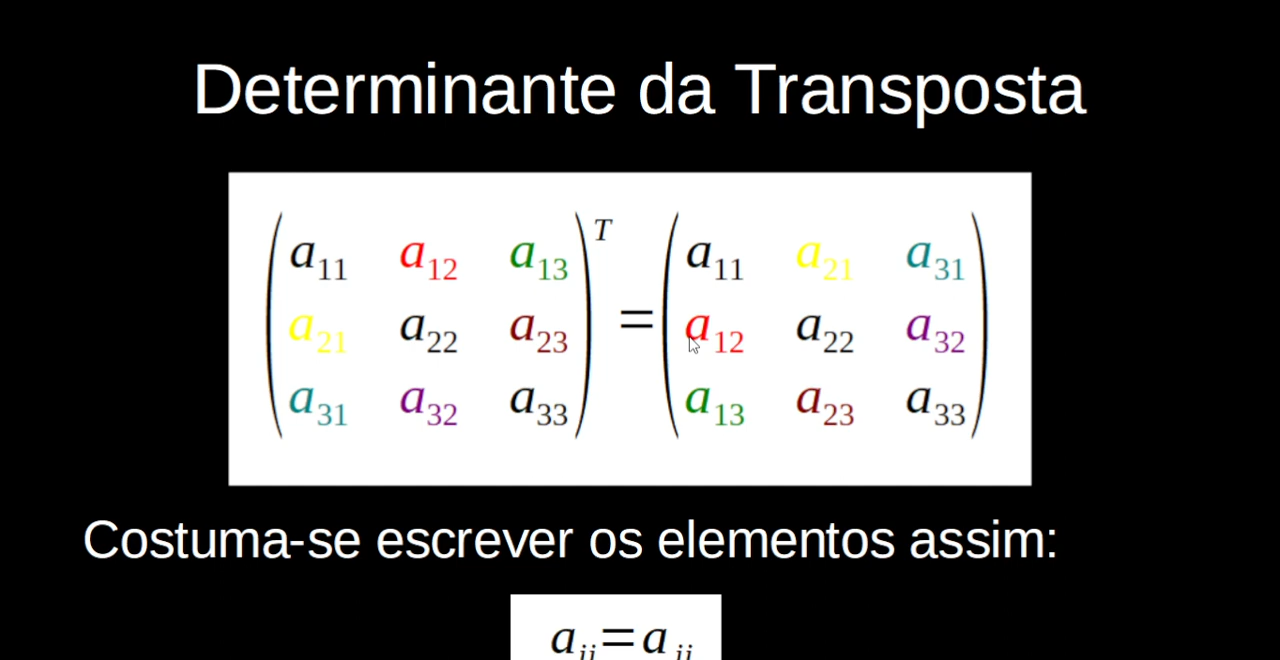 Determinante da Transposta
( a₁₁ a₁₂ a₁₃ )ᵀ = ( a₁₁ a₂₁ a₃₁ )
( a₂₁ a₂₂ a₂₃ ) ( a₁₂ a₂₂ a₃₂ )
( a₃₁ a₃₂ a₃₃ ) ( a₁₃ a₂₃ a₃₃ )
Costuma-se escrever os elementos assim:
a = a